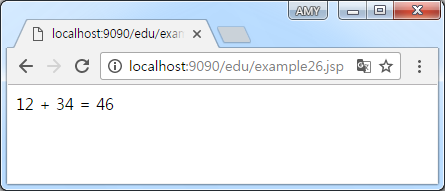 AMY
localhost:9090/edu/exam
localhost:9090/edu/example26.jsp
12 + 34 = 46